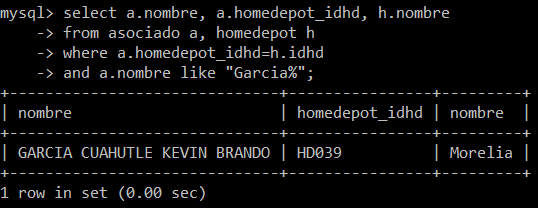 mysql> select a.nombre, a.homedepot_idhd, h.nombre
    -> from asociado a, homedepot h
    -> where a.homedepot_idhd=h.idhd
    -> and a.nombre like "Garcia%";
+------------------------------+----------------+---------+
| nombre                       | homedepot_idhd | nombre  |
+------------------------------+----------------+---------+
| GARCIA CUAHUTLE KEVIN BRANDO | HD039          | Morelia |
+------------------------------+----------------+---------+
1 row in set (0.00 sec)